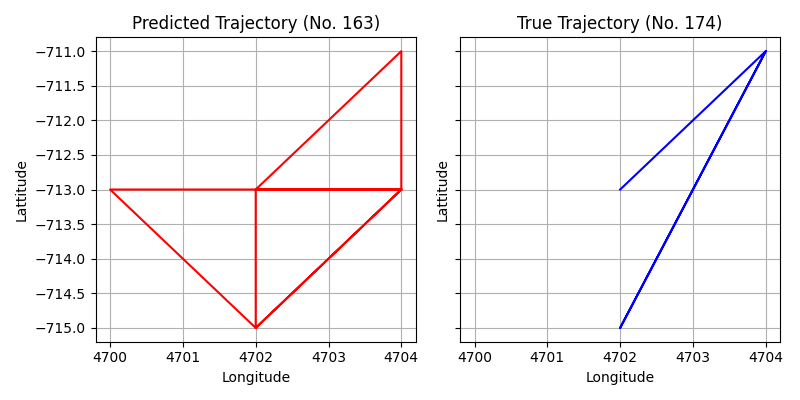 Predicted Trajectory (No. 163)
True Trajectory (No. 174)
−711.0
−711.5
−712.0
−712.5
−713.0
−713.5
−714.0
−714.5
−715.0
Lattitude
Lattitude
4700 4701 4702 4703 4704
4700 4701 4702 4703 4704
Longitude
Longitude